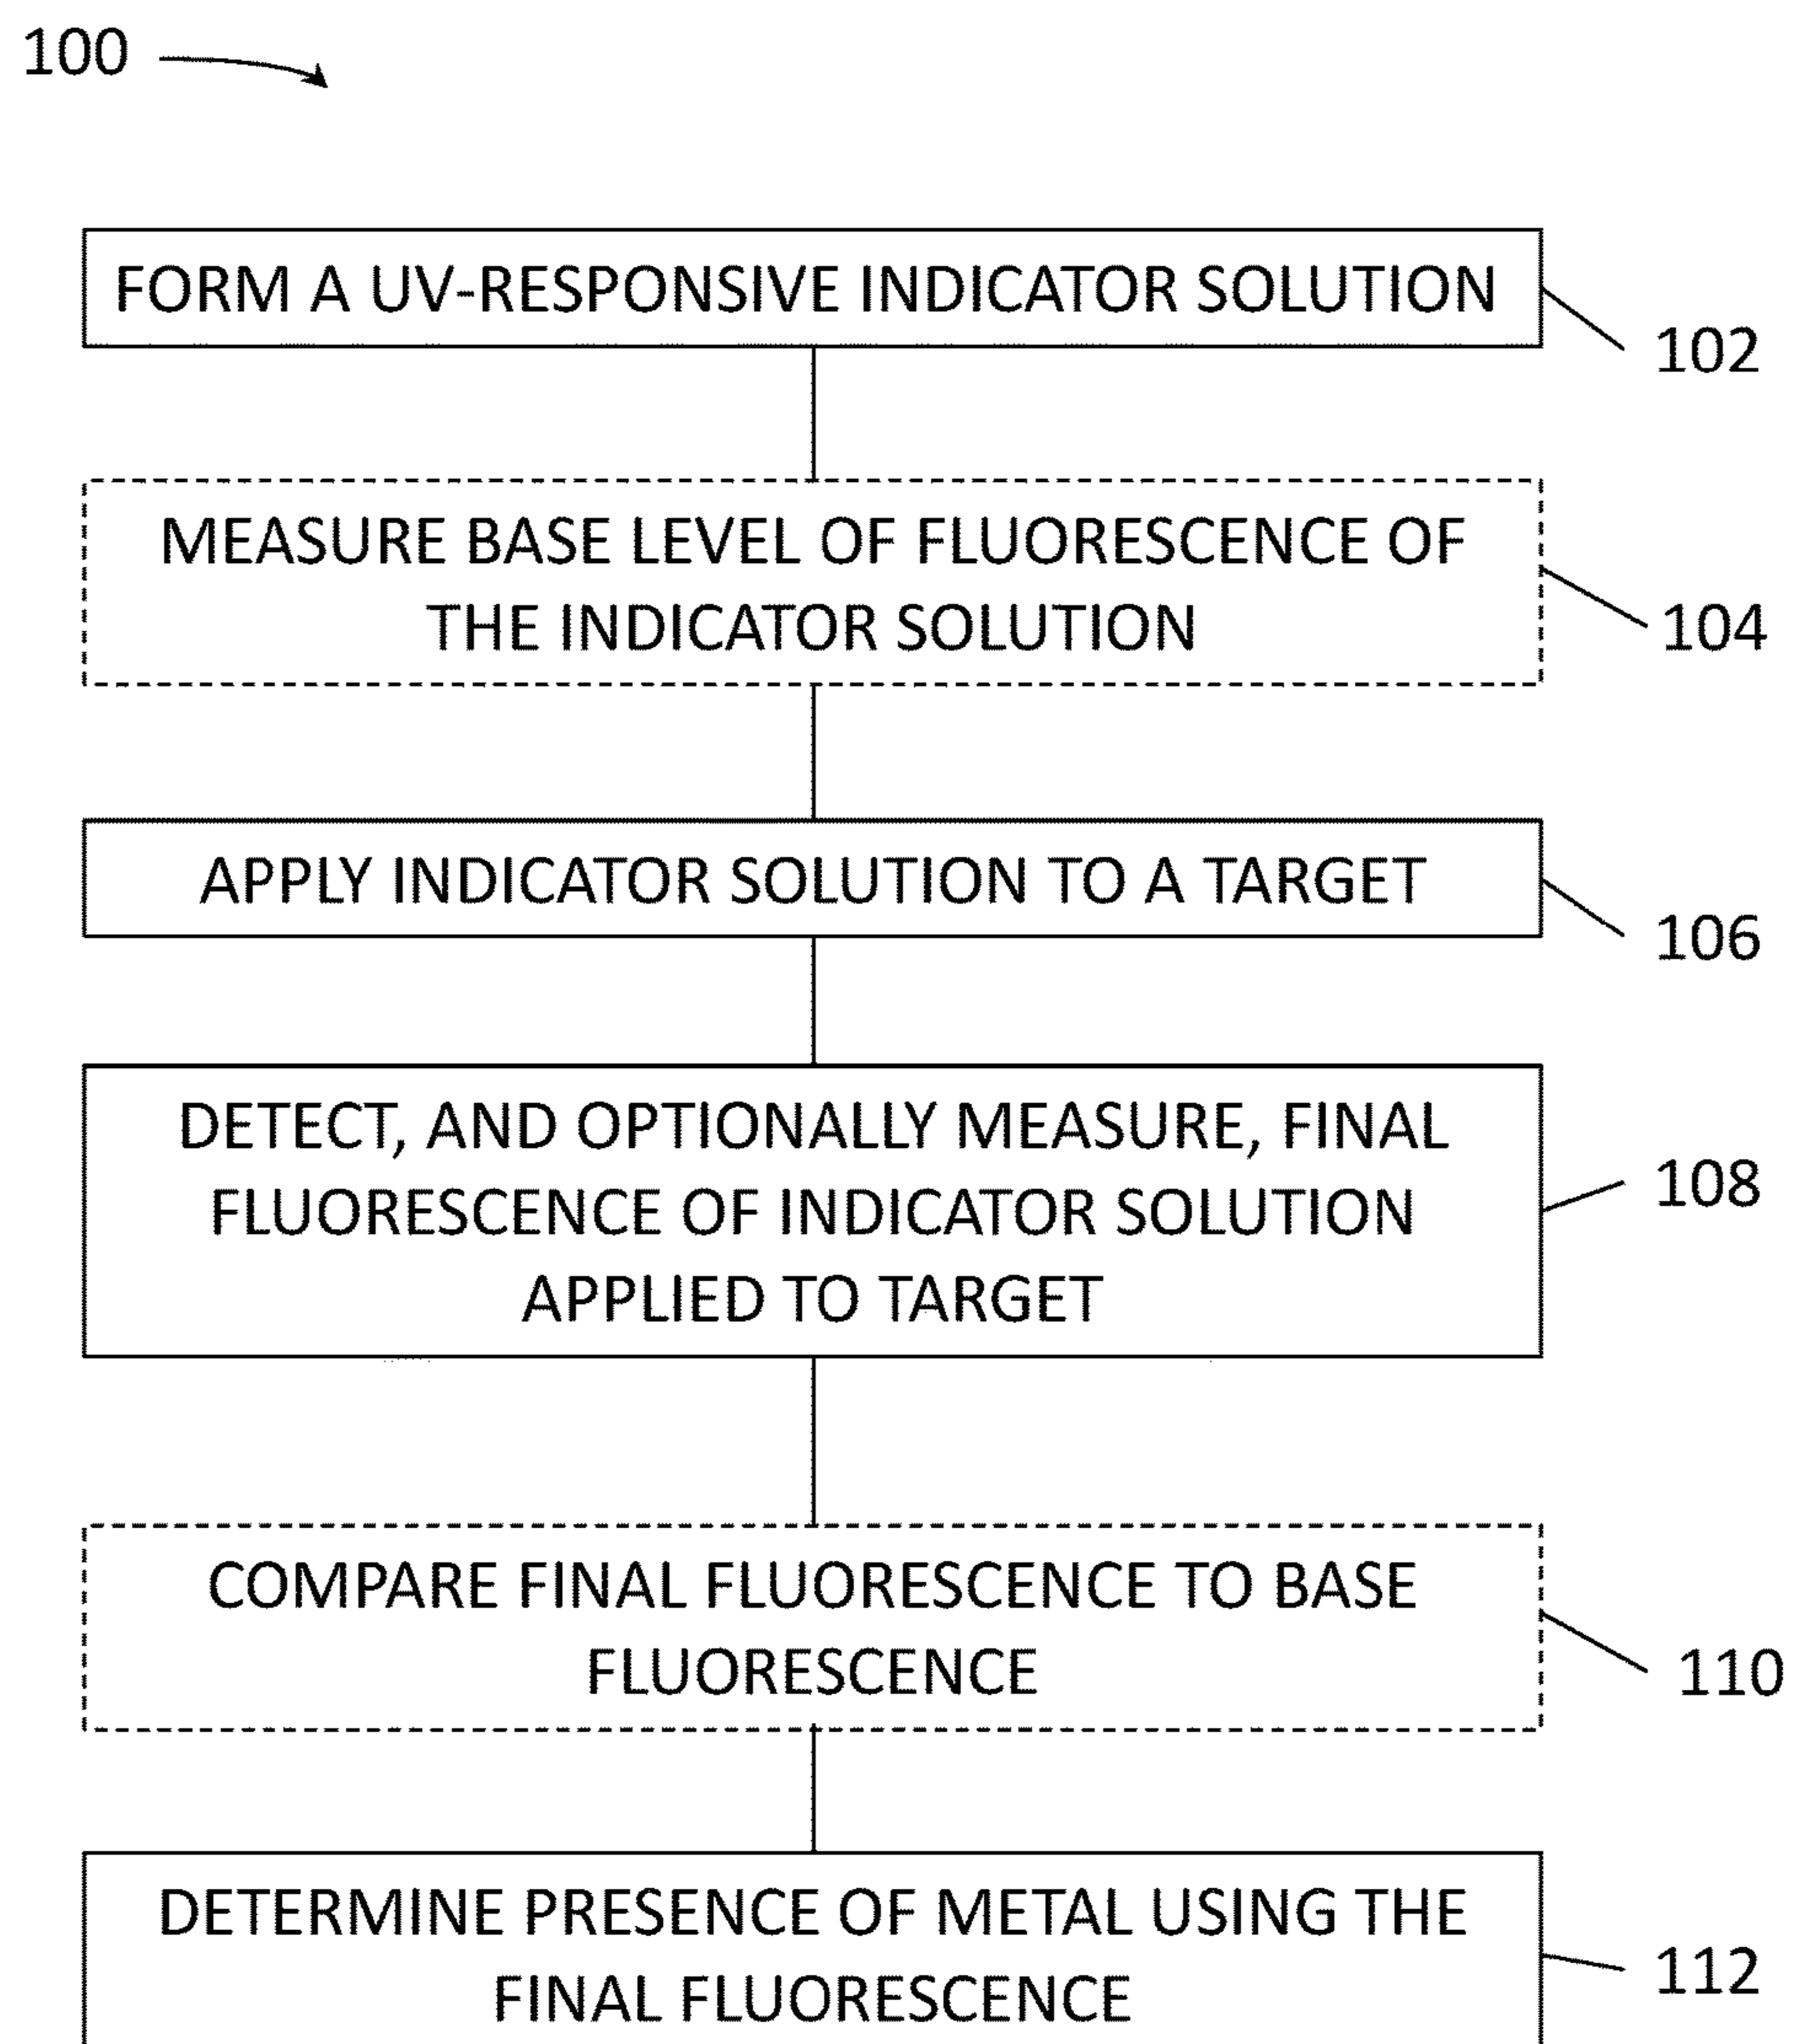 100
FORM A UV-RESPONSIVE INDICATOR SOLUTION
102
MEASURE BASE LEVEL OF FLUORESCENCE OF
THE INDICATOR SOLUTION
104
APPLY INDICATOR SOLUTION TO A TARGET
106
DETECT, AND OPTIONALLY MEASURE, FINAL
FLUORESCENCE OF INDICATOR SOLUTION
APPLIED TO TARGET
108
COMPARE FINAL FLUORESCENCE TO BASE
FLUORESCENCE
110
DETERMINE PRESENCE OF METAL USING THE
FINAL FLUORESCENCE
112